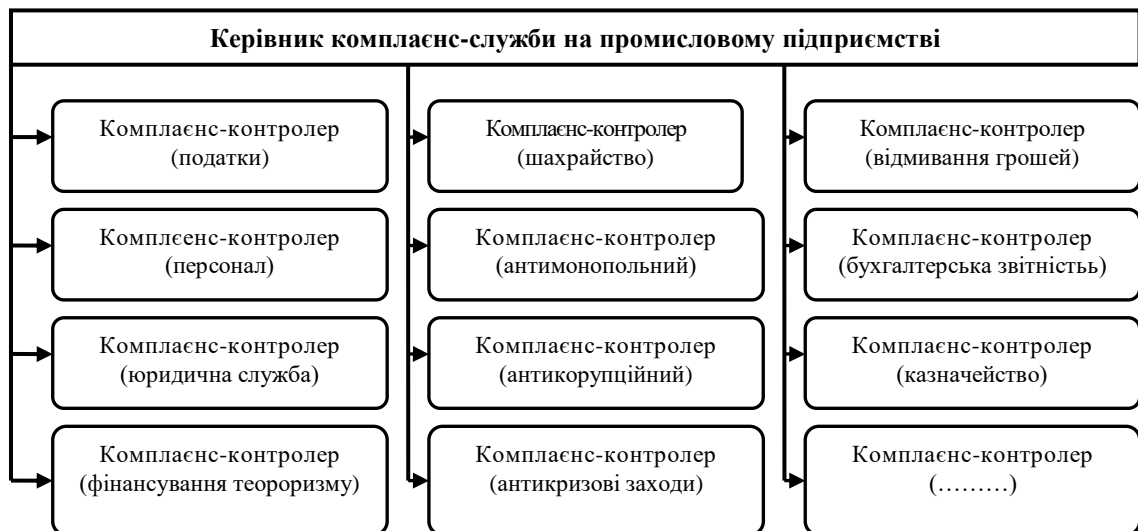 Керівник комплаєнс-служби на промисловому підприємстві
Комплаєнс-контролер
(податки)
Комплаєнс-контролер
(шахрайство)
Комплаєнс-контролер
(відмивання грошей)
Комплєенс-контролер
(персонал)
Комплаєнс-контролер
(антимонопольний)
Комплаєнс-контролер
(бухгалтерська звітністьь)
Комплаєнс-контролер
(юридична служба)
Комплаєнс-контролер
(антикорупційний)
Комплаєнс-контролер
(казначейство)
Комплаєнс-контролер
(фінансування теороризму)
Комплаєнс-контролер
(антикризові заходи)
Комплаєнс-контролер
(………)